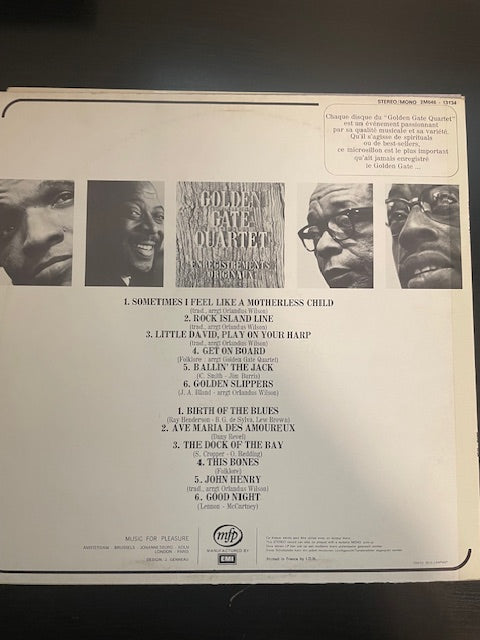 STEREO/MONO 2M046 - 13154
Chaque disque du "Golden Gate Quartet"
est un événement passionnant
par sa qualité musicale et sa variété.
Qu'il s'agisse de spirituals
ou de best-sellers,
ce microsillon est le plus important
qu'ait jamais enregistré
le Golden Gate ...
GOLDEN
GATE
QUARTET
ENREGISTREMENTS
ORIGINAUX
1. SOMETIMES I FEEL LIKE A MOTHERLESS CHILD
(trad., arrgt Orlandus Wilson)
2. ROCK ISLAND LINE
(trad., arrgt Orlandus Wilson)
3. LITTLE DAVID, PLAY ON YOUR HARP
(trad., arrgt Orlandus Wilson)
4. GET ON BOARD
(Folklore : arrgt Golden Gate Quartet)
5. BALLIN' THE JACK
(C. Smith - Jim Burris)
6. GOLDEN SLIPPERS
(J. A. Bland - arrgt Orlandus Wilson)
1. BIRTH OF THE BLUES
(Ray Henderson - B. G. de Sylva, Lew Brown)
2. AVE MARIA DES AMOUREUX
(Dany Revel)
3. THE DOCK OF THE BAY
(S. Cropper - O. Redding)
4. THIS BONES
(Folklore)
5. JOHN HENRY
(trad., arrgt Orlandus Wilson)
6. GOOD NIGHT
(Lennon - McCartney)
MUSIC FOR PLEASURE
AMSTERDAM BRUSSELS JOHANNESBURG KOLN
LONDON PARIS
DESIGN J. GENREAU
mfp
MANUFACTURED BY
EMI
Printed in France by I.D.N.